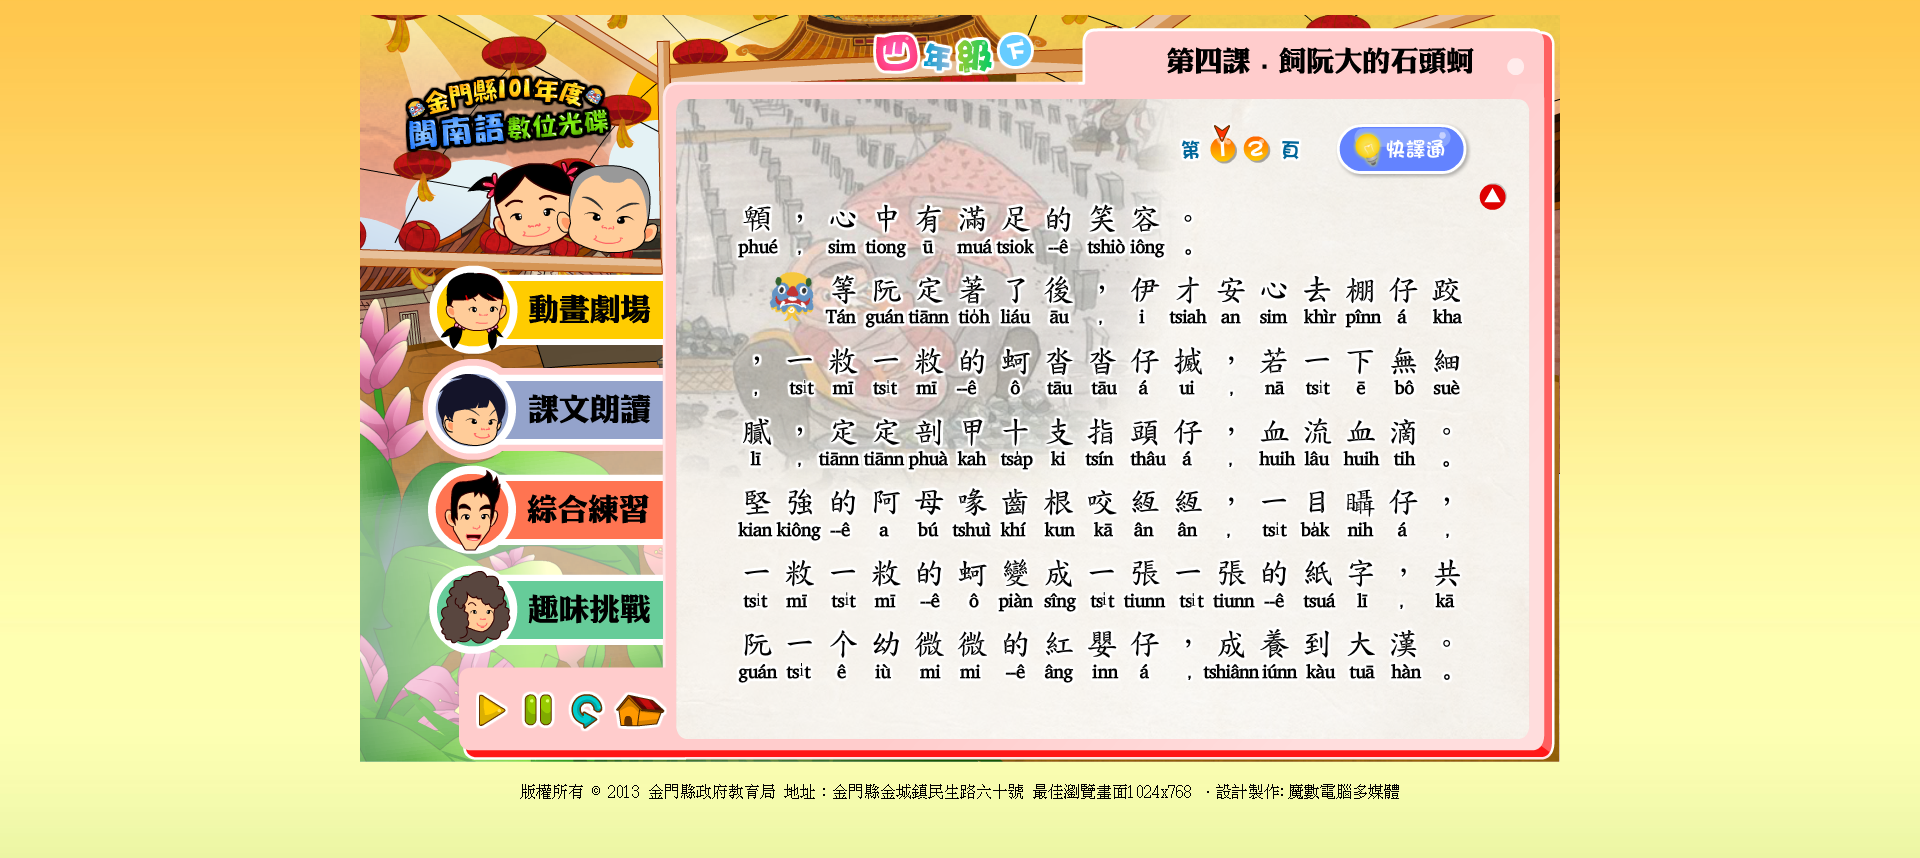 金門縣101年度
閩南語數位光碟
四年級下
第四課．飼阮大的石頭蚵
第 1 2 頁
快譯通
動畫劇場
課文朗讀
綜合練習
趣味挑戰
顊，心中有滿足的笑容。
phué , sim tiong ū muá tsiok --ê tshiò iông 。
等阮定著了後，伊才安心去棚仔跤
Tán guán tiānn tio̍h liáu āu , i tsiah an sim khìr pînn á kha
，一㧣一㧣的蚵沓沓仔搣，若一下無細
, tsi̍t mī tsi̍t mī --ê ô tāu tāu á ui , nā tsi̍t ē bô suè
膩，定定剖甲十支指頭仔，血流血滴。
lī , tiānn tiānn phuà kah tsa̍p ki tsín thâu á , huih lâu huih tih 。
堅強的阿母喙齒根咬絚絚，一目𥍉仔，
kian kiông --ê a bú tshuì khí kun kā ân ân , tsi̍t ba̍k nih á ,
一㧣一㧣的蚵變成一張一張的紙字，共
tsi̍t mī tsi̍t mī --ê ô piàn sîng tsi̍t tiunn tsi̍t tiunn --ê tsuá lī , kā
阮一个幼微微的紅嬰仔，成養到大漢。
guán tsi̍t ê iù mi mi --ê âng inn á , tshiânn iúnn kàu tuā hàn 。
版權所有 © 2013 金門縣政府教育局 地址：金門縣金城鎮民生路六十號 最佳瀏覽畫面1024x768 ・設計製作: 魔數電腦多媒體